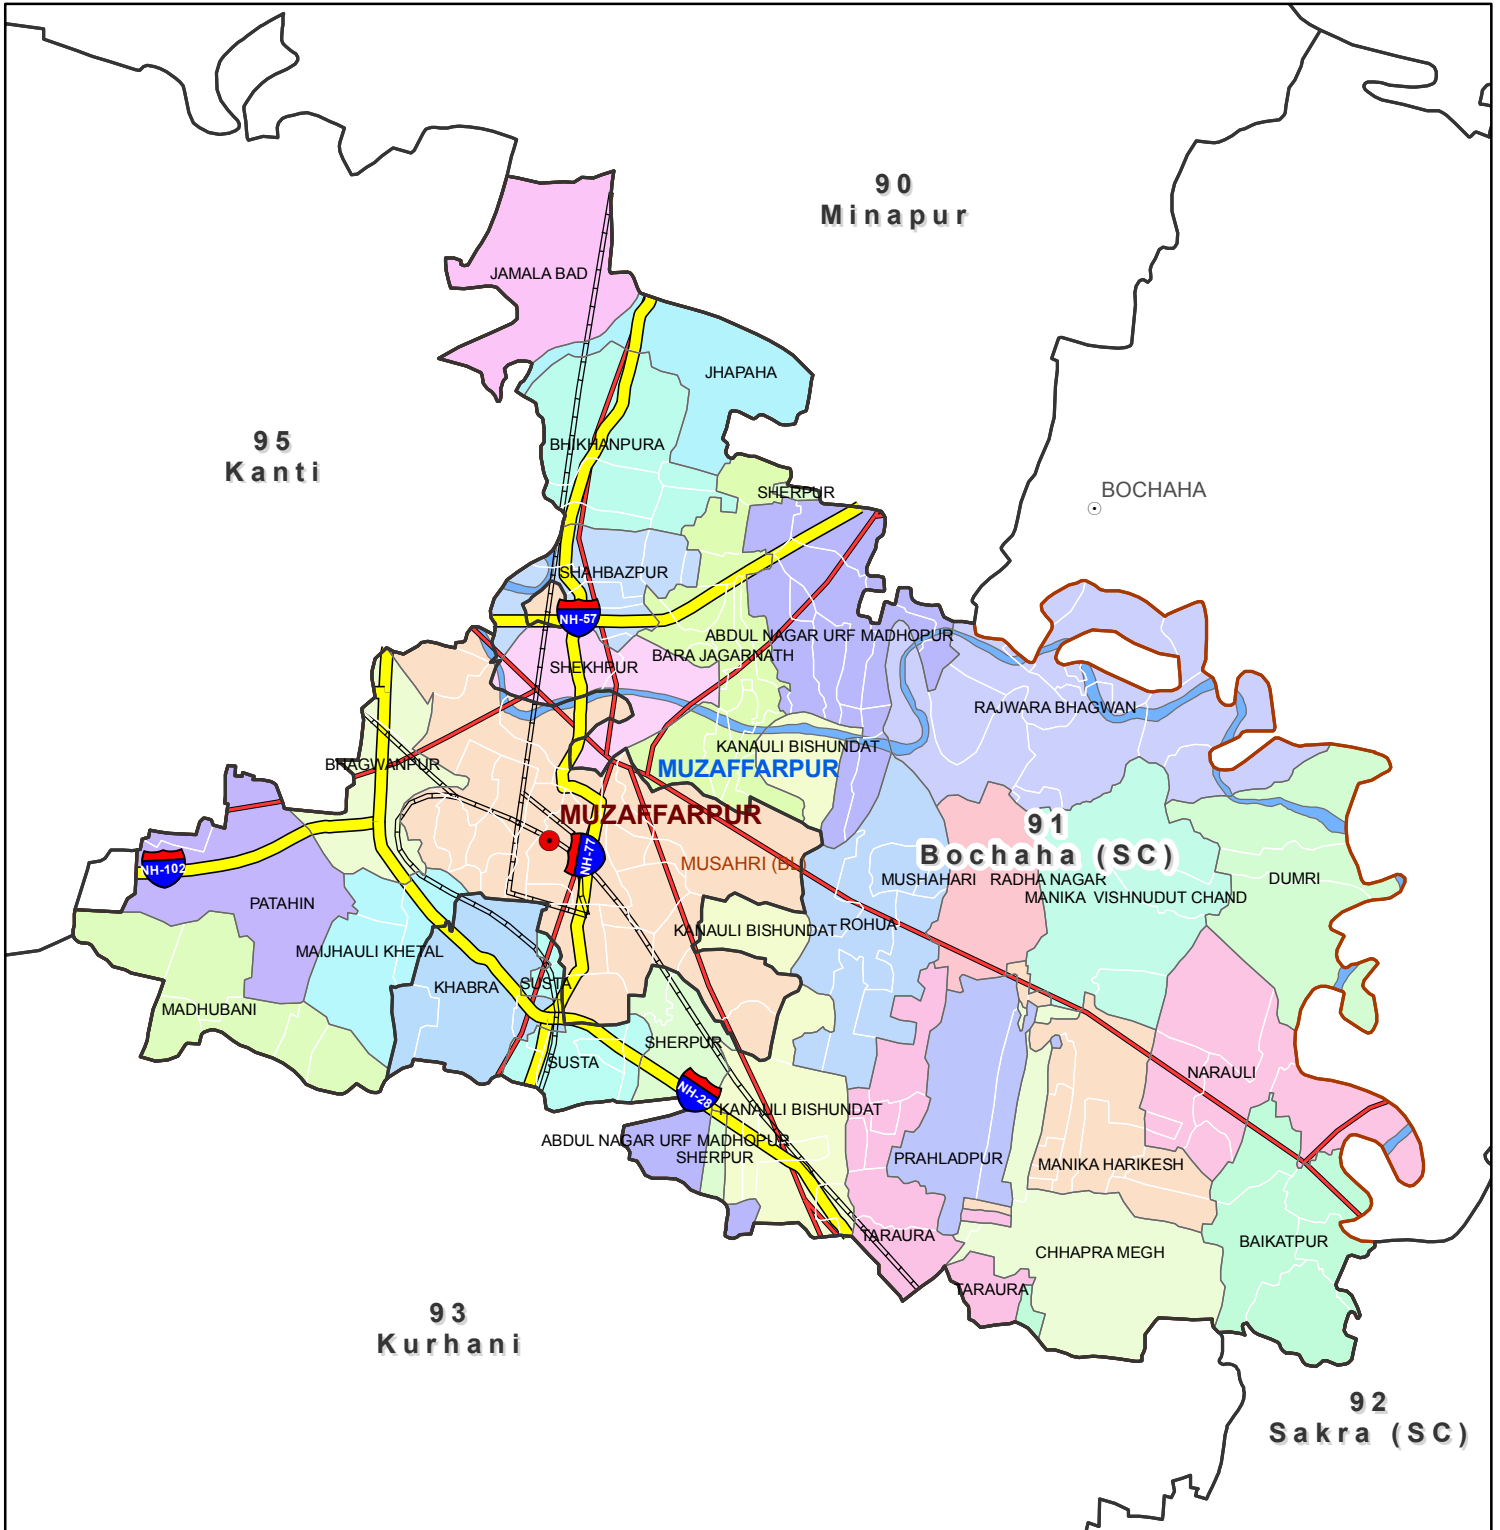 90
Minapur
JAMALA BAD
JHAPAHA
95
Kanti
BHIKHANPURA
SHERPUR
BOCHAHA
SHAHBAZPUR
NH-57
ABDUL NAGAR URF MADHOPUR
BARA JAGARNATH
SHEKHPUR
RAJWARA BHAGWAN
KANAULI BISHUNDAT
BHAGWANPUR
MUZAFFARPUR
MUZAFFARPUR
91
Bochaha (SC)
NH-102
NH-77
MUSAHRI (BL)
MUSHAHARI
RADHA NAGAR
DUMRI
MANIKA VISHNUDUT CHAND
PATAHIN
KANAULI BISHUNDAT
ROHUA
MAIJHAULI KHETAL
KHABRA
SUSTA
MADHUBANI
SHERPUR
SUSTA
NARAULI
NH-28
KANAULI BISHUNDAT
ABDUL NAGAR URF MADHOPUR
SHERPUR
PRAHLADPUR
MANIKA HARIKESH
TARAURA
CHHAPRA MEGH
BAIKATPUR
TARAURA
93
Kurhani
92
Sakra (SC)